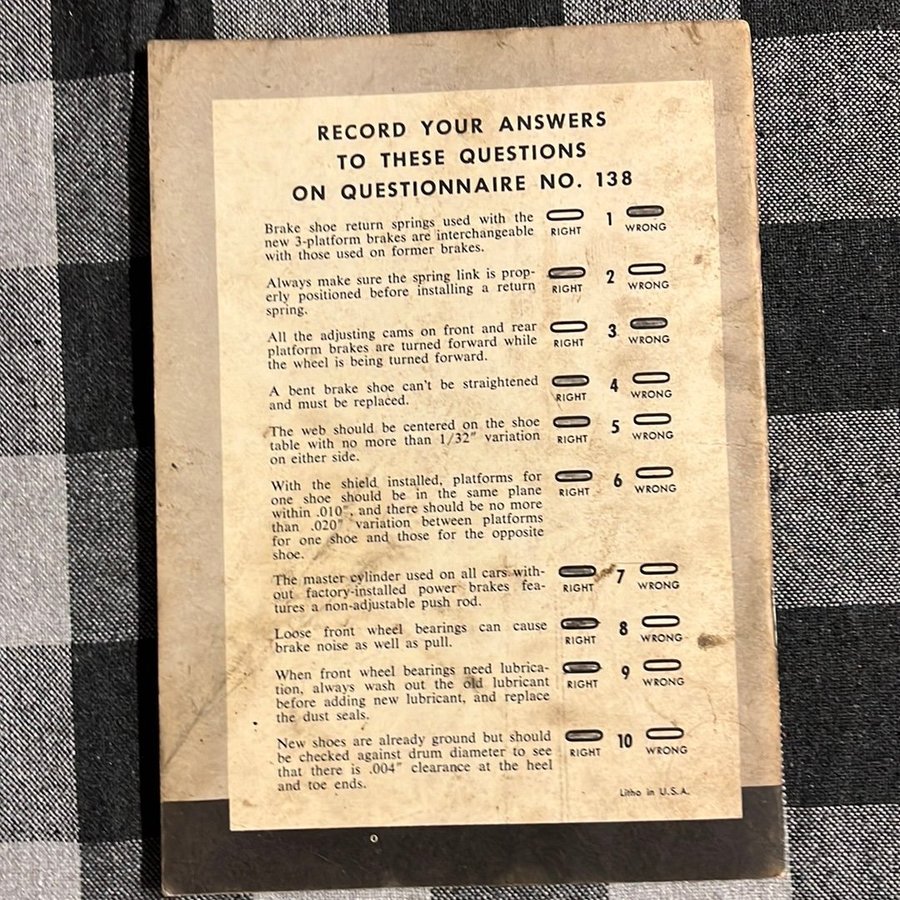 RECORD YOUR ANSWERS
TO THESE QUESTIONS
ON QUESTIONNAIRE NO. 138
Brake shoe return springs used with the
new 3-platform brakes are interchangeable
with those used on former brakes.
RIGHT 1 WRONG
Always make sure the spring link is prop-
erly positioned before installing a return
spring.
RIGHT 2 WRONG
All the adjusting cams on front and rear
platform brakes are turned forward while
the wheel is being turned forward.
RIGHT 3 WRONG
A bent brake shoe can't be straightened
and must be replaced.
RIGHT 4 WRONG
The web should be centered on the shoe
table with no more than 1/32" variation
on either side.
RIGHT 5 WRONG
With the shield installed, platforms for
one shoe should be in the same plane
within .010", and there should be no more
than .020" variation between platforms
for one shoe and those for the opposite
shoe.
RIGHT 6 WRONG
The master cylinder used on all cars with-
out factory-installed power brakes fea-
tures a non-adjustable push rod.
RIGHT 7 WRONG
Loose front wheel bearings can cause
brake noise as well as pull.
RIGHT 8 WRONG
When front wheel bearings need lubrica-
tion, always wash out the old lubricant
before adding new lubricant, and replace
the dust seals.
RIGHT 9 WRONG
New shoes are already ground but should
be checked against drum diameter to see
that there is .004" clearance at the heel
and toe ends.
RIGHT 10 WRONG
Litho in U.S.A.